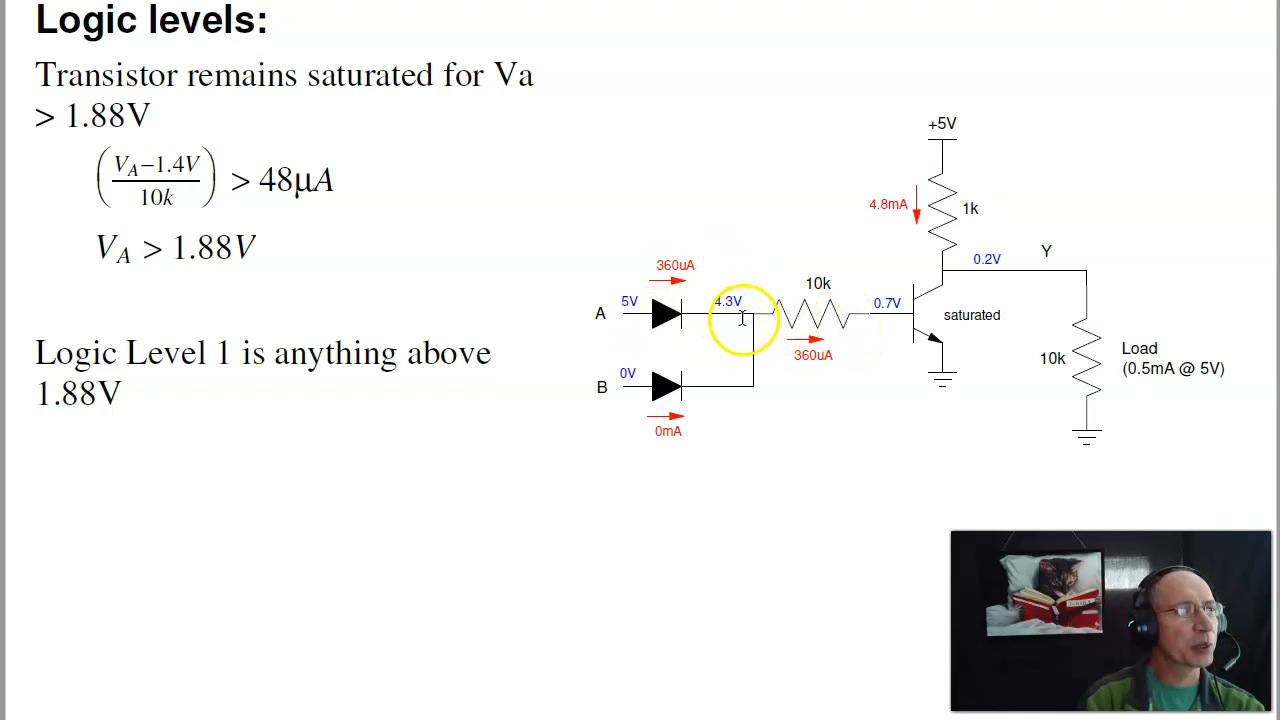 Logic levels:
Transistor remains saturated for Va
> 1.88V
(V_A−1.4V / 10k) > 48μA
V_A > 1.88V
Logic Level 1 is anything above
1.88V
+5V
4.8mA
1k
0.2V
Y
360uA
10k
A
5V
4.3V
0.7V
saturated
360uA
10k
Load
(0.5mA @ 5V)
B
0V
0mA